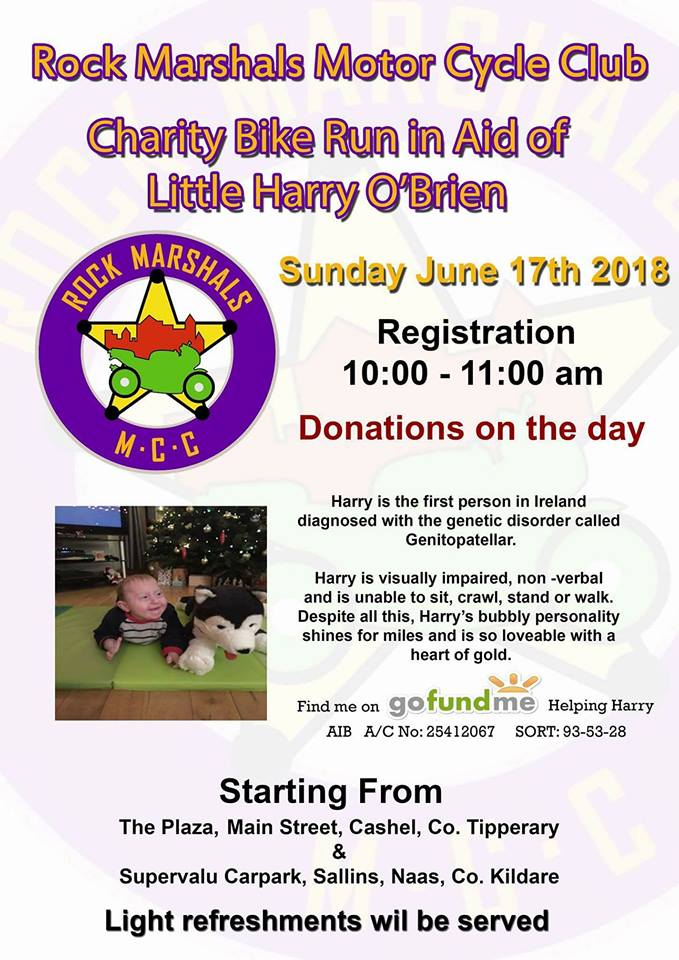 Rock Marshals Motor Cycle Club
Charity Bike Run in Aid of
Little Harry O'Brien
ROCK MARSHALS
M·C·C
Sunday June 17th 2018
Registration
10:00 - 11:00 am
Donations on the day
Harry is the first person in Ireland
diagnosed with the genetic disorder called
Genitopatellar.
Harry is visually impaired, non -verbal
and is unable to sit, crawl, stand or walk.
Despite all this, Harry's bubbly personality
shines for miles and is so loveable with a
heart of gold.
Find me on gofundme Helping Harry
AIB A/C No: 25412067 SORT: 93-53-28
Starting From
The Plaza, Main Street, Cashel, Co. Tipperary
&
Supervalu Carpark, Sallins, Naas, Co. Kildare
Light refreshments wil be served